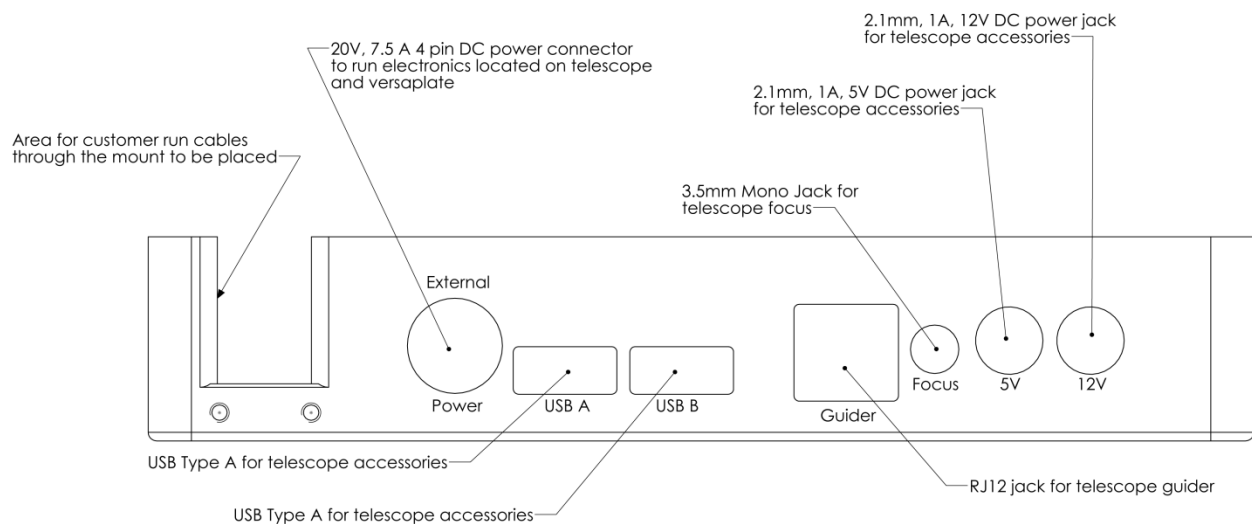 2.1mm, 1A, 12V DC power jack
for telescope accessories
20V, 7.5 A 4 pin DC power connector
to run electronics located on telescope
and versaplate
2.1mm, 1A, 5V DC power jack
for telescope accessories
Area for customer run cables
through the mount to be placed
3.5mm Mono Jack for
telescope focus
External
Power
USB A
USB B
Guider
Focus
5V
12V
USB Type A for telescope accessories
RJ12 jack for telescope guider
USB Type A for telescope accessories